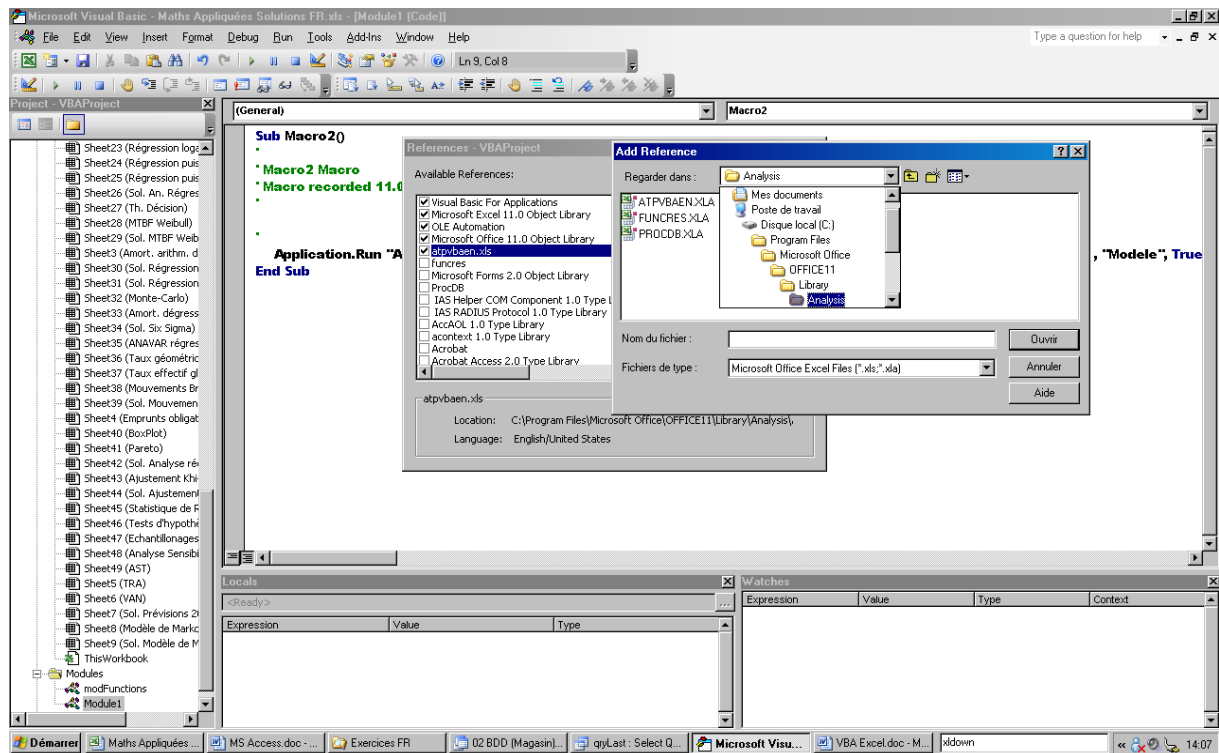 Microsoft Visual Basic - Maths Appliquées Solutions FR.xls - [Module1 (Code)]
File Edit View Insert Format Debug Run Tools Add-Ins Window Help
Type a question for help
Ln 9, Col 8
Project - VBAProject
Sheet23 (Régression loga
Sheet24 (Régression puis
Sheet25 (Régression puis
Sheet26 (Sol. An. Régres
Sheet27 (Th. Décision)
Sheet28 (MTBF Weibull)
Sheet29 (Sol. MTBF Weib
Sheet3 (Amort. arithm. d
Sheet30 (Sol. Régression
Sheet31 (Sol. Régression
Sheet32 (Monte-Carlo)
Sheet33 (Amort. dégress
Sheet34 (Sol. Six Sigma)
Sheet35 (ANAVAR régres
Sheet36 (Taux géométric
Sheet37 (Taux effectif gl
Sheet38 (Mouvements Br
Sheet39 (Sol. Mouvemen
Sheet4 (Emprunts obligat
Sheet40 (BoxPlot)
Sheet41 (Pareto)
Sheet42 (Sol. Analyse ré
Sheet43 (Ajustement Khi
Sheet44 (Sol. Ajustement
Sheet45 (Statistique de R
Sheet46 (Tests d'hypothè
Sheet47 (Echantillonages
Sheet48 (Analyse Sensibi
Sheet49 (AST)
Sheet5 (TRA)
Sheet6 (VAN)
Sheet7 (Sol. Prévisions 2
Sheet8 (Modèle de Marko
Sheet9 (Sol. Modèle de M
ThisWorkbook
Modules
modFunctions
Module1
(General)
Macro2
Sub Macro2()
'
' Macro2 Macro
' Macro recorded 11.0
'
'
Application.Run "A
, "Modele", True
End Sub
References - VBAProject
Available References:
Visual Basic For Applications
Microsoft Excel 11.0 Object Library
OLE Automation
Microsoft Office 11.0 Object Library
atpvbaen.xls
funcres
Microsoft Forms 2.0 Object Library
ProcDB
IAS Helper COM Component 1.0 Type L
IAS RADIUS Protocol 1.0 Type Library
AccAOL 1.0 Type Library
acontext 1.0 Type Library
Acrobat
Acrobat Access 2.0 Type Library
atpvbaen.xls
Location: C:\Program Files\Microsoft Office\OFFICE11\Library\Analysis\,
Language: English/United States
Add Reference
Regarder dans :
Analysis
ATPVBAEN.XLA
FUNCRES.XLA
PROCDB.XLA
Mes documents
Poste de travail
Disque local (C:)
Program Files
Microsoft Office
OFFICE11
Library
Analysis
Nom du fichier :
Ouvrir
Fichiers de type :
Microsoft Office Excel Files (*.xls;*.xla)
Annuler
Aide
Locals
<Ready>
...
Expression Value Type
Watches
Expression Value Type Context
Démarrer
Maths Appliquées ...
MS Access.doc - ...
Exercices FR
02 BDD (Magasin)...
qryLast : Select Q...
Microsoft Visu...
VBA Excel.doc - M...
xldown
14:07